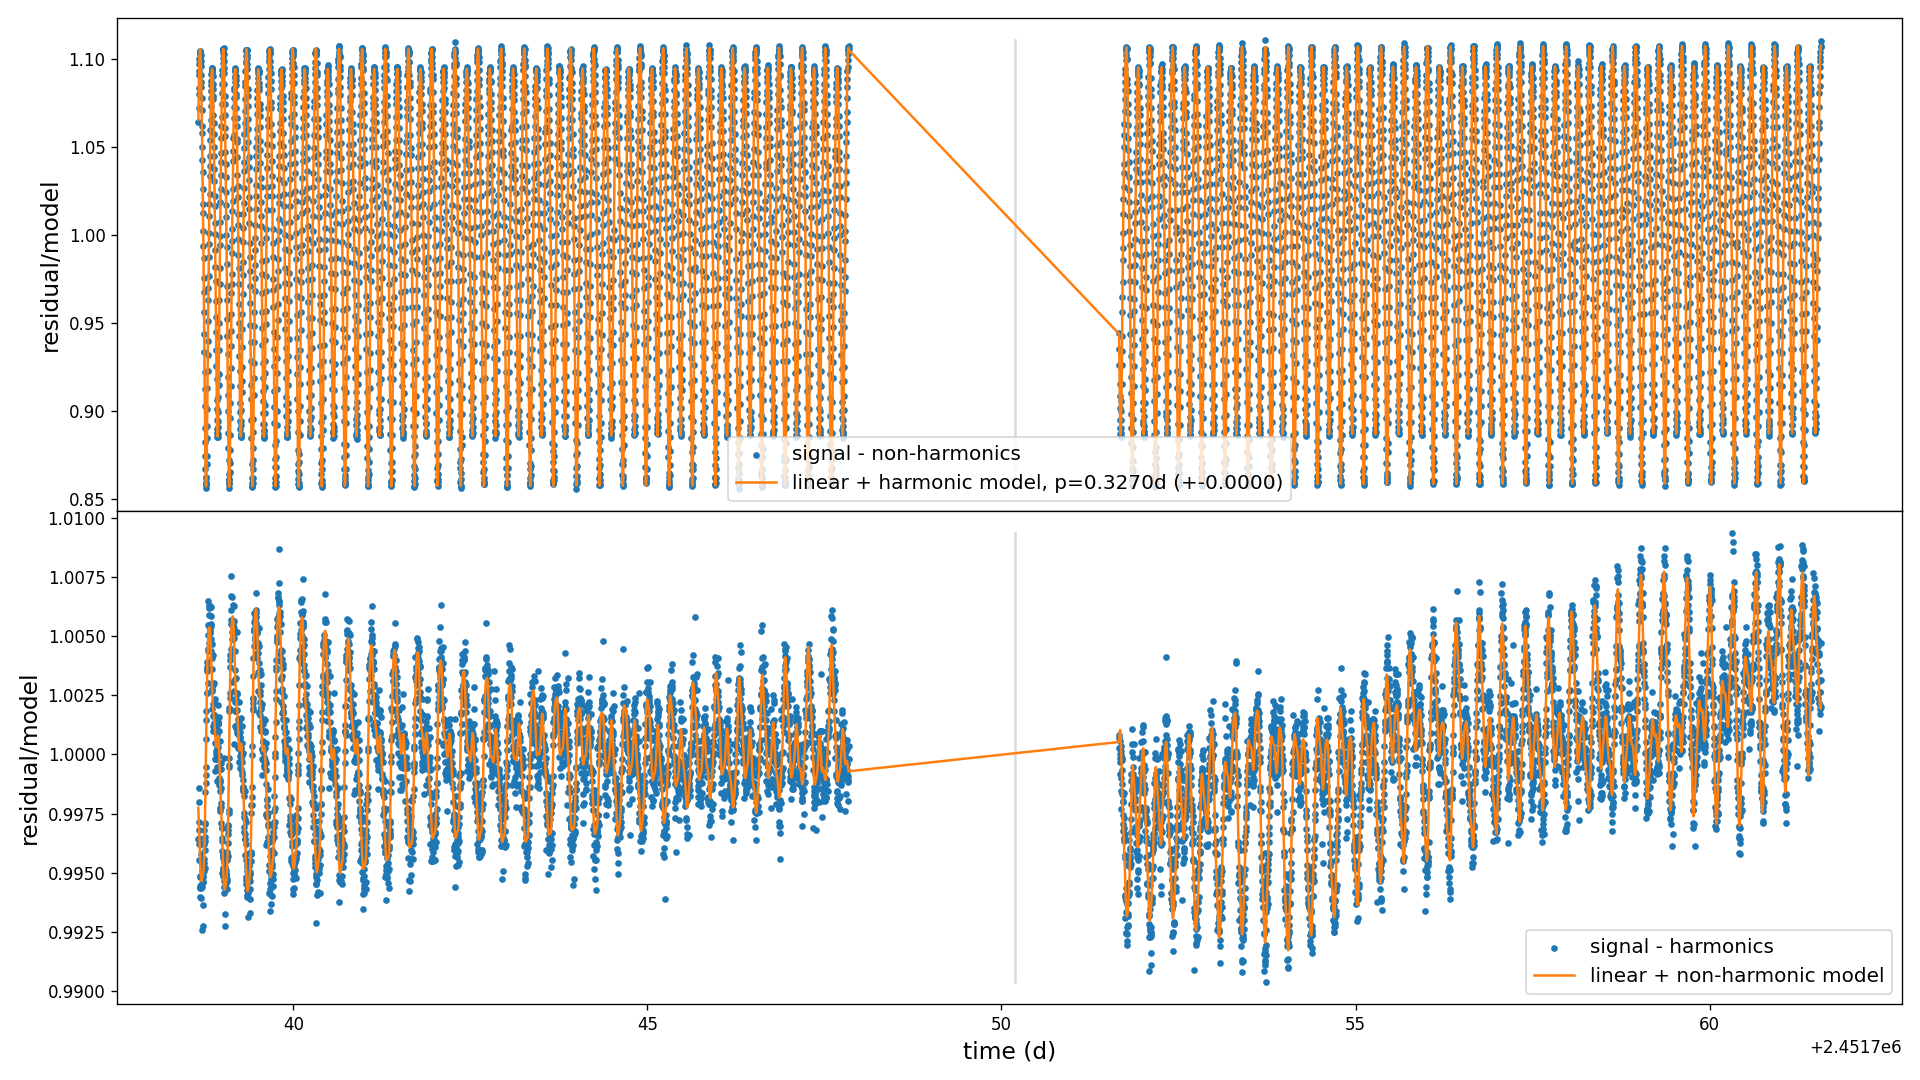 residual/model
1.10
1.05
1.00
0.95
0.90
0.85
signal - non-harmonics
linear + harmonic model, p=0.3270d (+-0.0000)
residual/model
1.0100
1.0075
1.0050
1.0025
1.0000
0.9975
0.9950
0.9925
0.9900
signal - harmonics
linear + non-harmonic model
40
45
50
55
60
time (d)
+2.4517e6